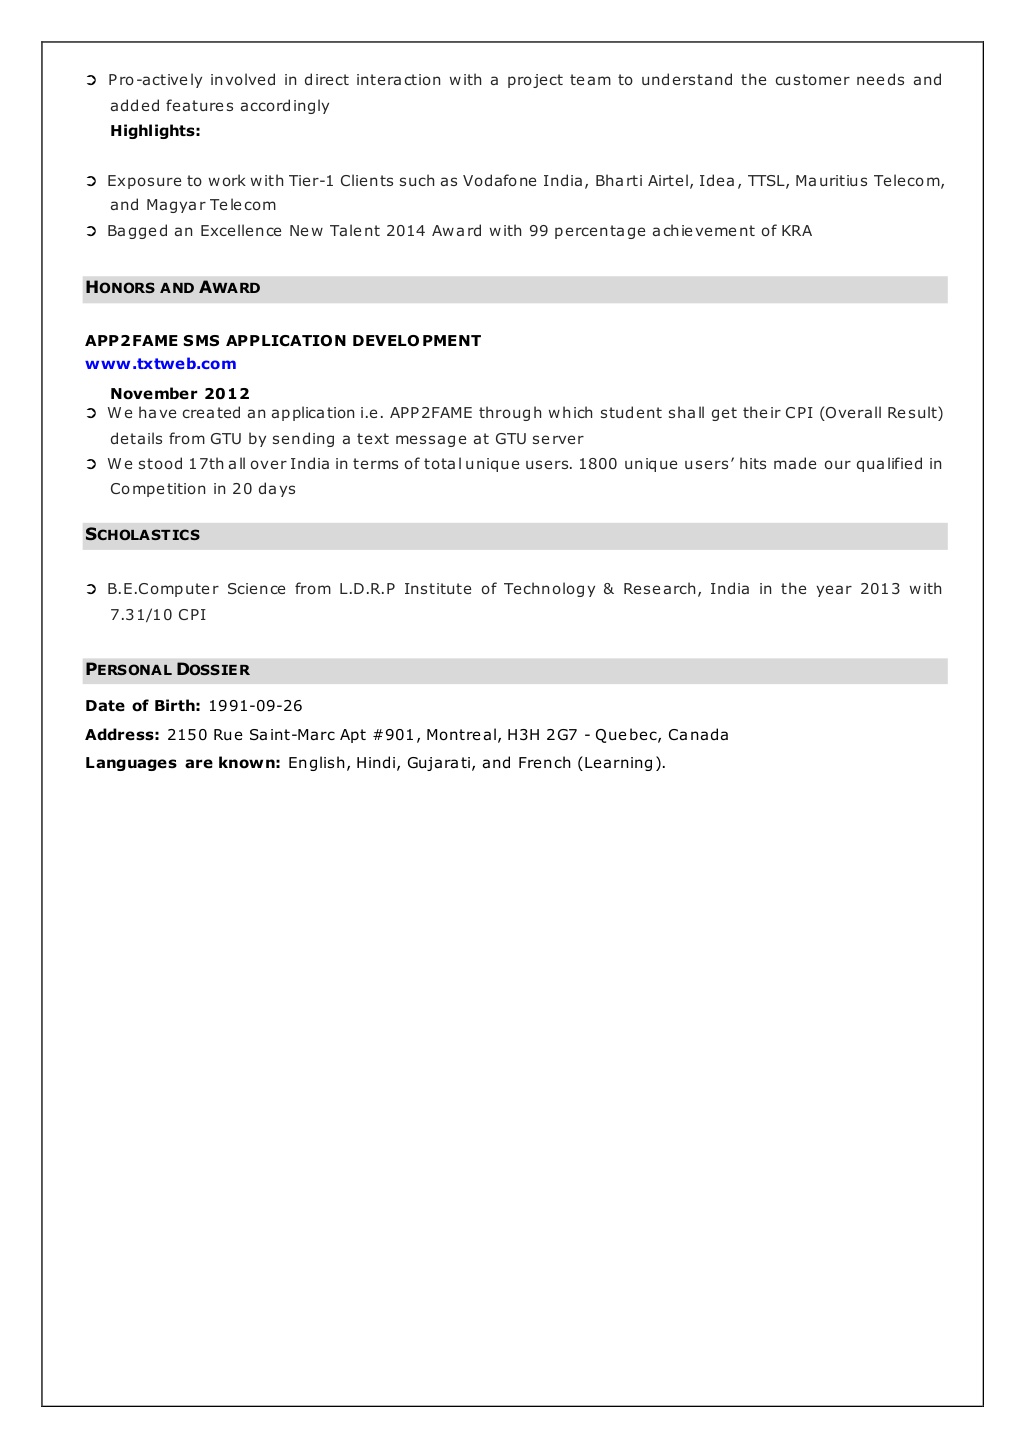 ➲ Pro-actively involved in direct interaction with a project team to understand the customer needs and
added features accordingly
Highlights:
➲ Exposure to work with Tier-1 Clients such as Vodafone India, Bharti Airtel, Idea, TTSL, Mauritius Telecom,
and Magyar Telecom
➲ Bagged an Excellence New Talent 2014 Award with 99 percentage achievement of KRA
HONORS AND AWARD
APP2FAME SMS APPLICATION DEVELOPMENT
www.txtweb.com
November 2012
➲ We have created an application i.e. APP2FAME through which student shall get their CPI (Overall Result)
details from GTU by sending a text message at GTU server
➲ We stood 17th all over India in terms of total unique users. 1800 unique users’ hits made our qualified in
Competition in 20 days
SCHOLASTICS
➲ B.E.Computer Science from L.D.R.P Institute of Technology & Research, India in the year 2013 with
7.31/10 CPI
PERSONAL DOSSIER
Date of Birth: 1991-09-26
Address: 2150 Rue Saint-Marc Apt #901, Montreal, H3H 2G7 - Quebec, Canada
Languages are known: English, Hindi, Gujarati, and French (Learning).